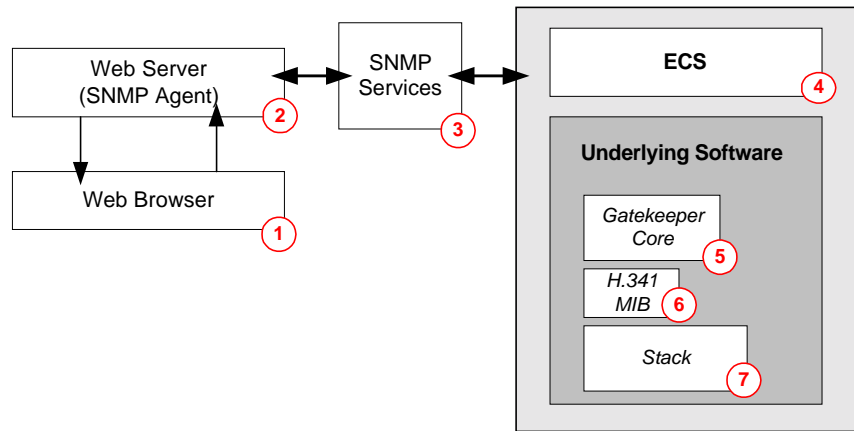 Web Server
(SNMP Agent)
2
SNMP
Services
3
ECS
4
Web Browser
1
Underlying Software
Gatekeeper
Core
5
H.341
MIB
6
Stack
7